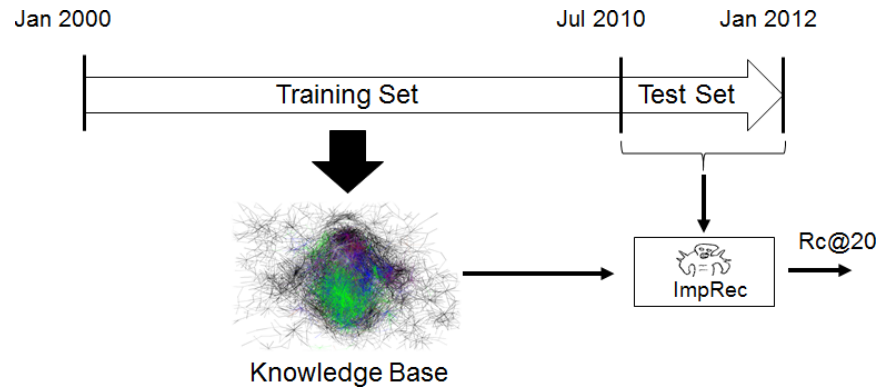 Jan 2000
Jul 2010
Jan 2012
Training Set
Test Set
Rc@20
ImpRec
Knowledge Base